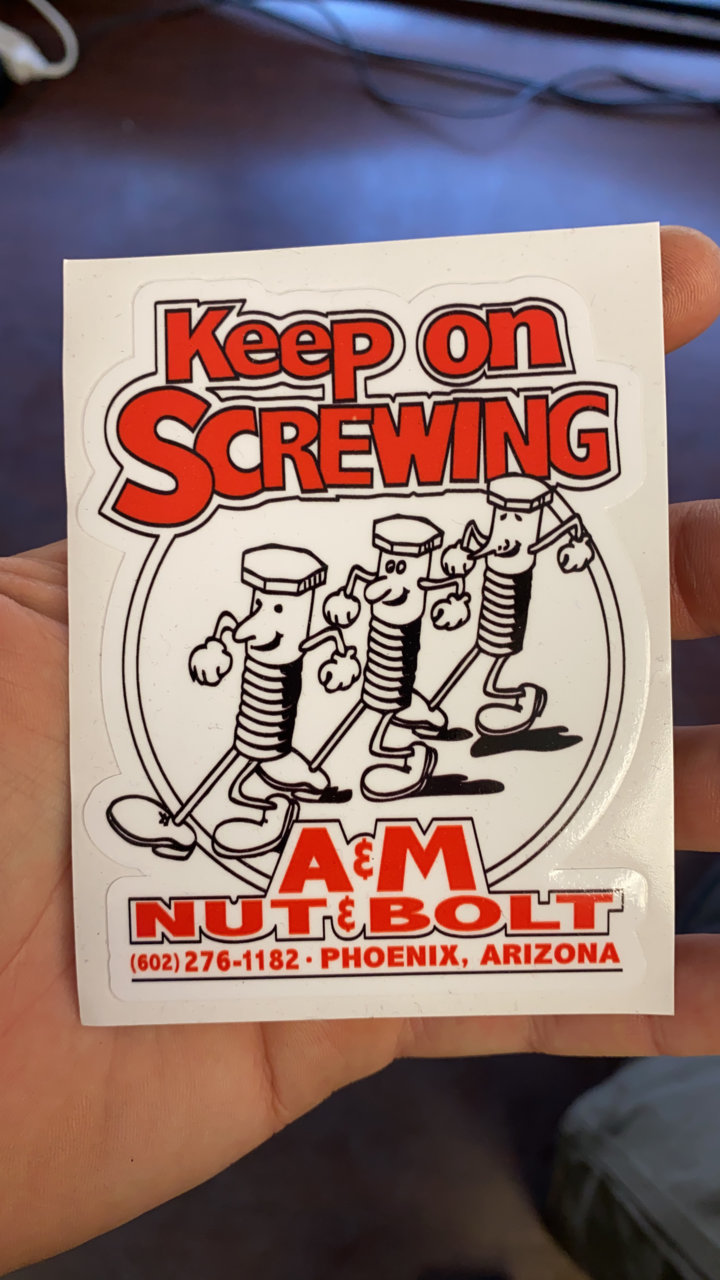 Keep on
SCREWING
A & M
NUT & BOLT
(602) 276-1182 · PHOENIX, ARIZONA